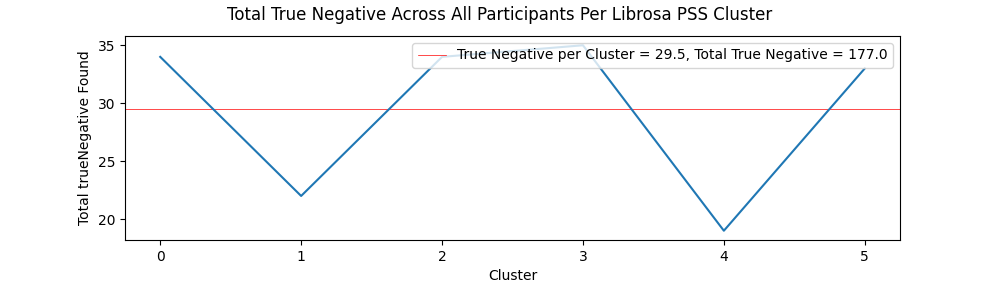 Total True Negative Across All Participants Per Librosa PSS Cluster
True Negative per Cluster = 29.5, Total True Negative = 177.0
Total trueNegative Found
35
30
25
20
0 1 2 3 4 5
Cluster